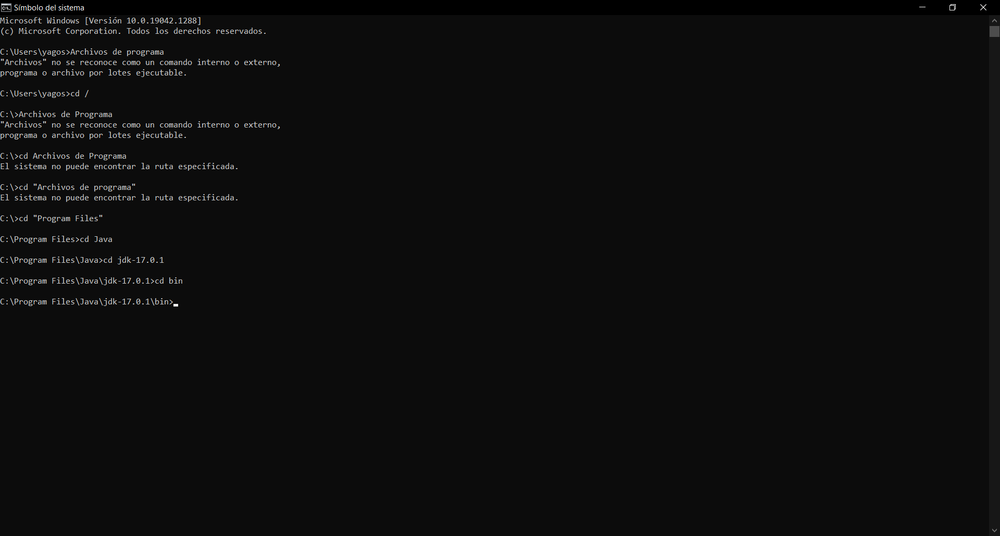 Símbolo del sistema
Microsoft Windows [Versión 10.0.19042.1288]
(c) Microsoft Corporation. Todos los derechos reservados.
C:\Users\yagos>Archivos de programa
"Archivos" no se reconoce como un comando interno o externo,
programa o archivo por lotes ejecutable.
C:\Users\yagos>cd /
C:\>Archivos de Programa
"Archivos" no se reconoce como un comando interno o externo,
programa o archivo por lotes ejecutable.
C:\>cd Archivos de Programa
El sistema no puede encontrar la ruta especificada.
C:\>cd "Archivos de programa"
El sistema no puede encontrar la ruta especificada.
C:\>cd "Program Files"
C:\Program Files>cd Java
C:\Program Files\Java>cd jdk-17.0.1
C:\Program Files\Java\jdk-17.0.1>cd bin
C:\Program Files\Java\jdk-17.0.1\bin>